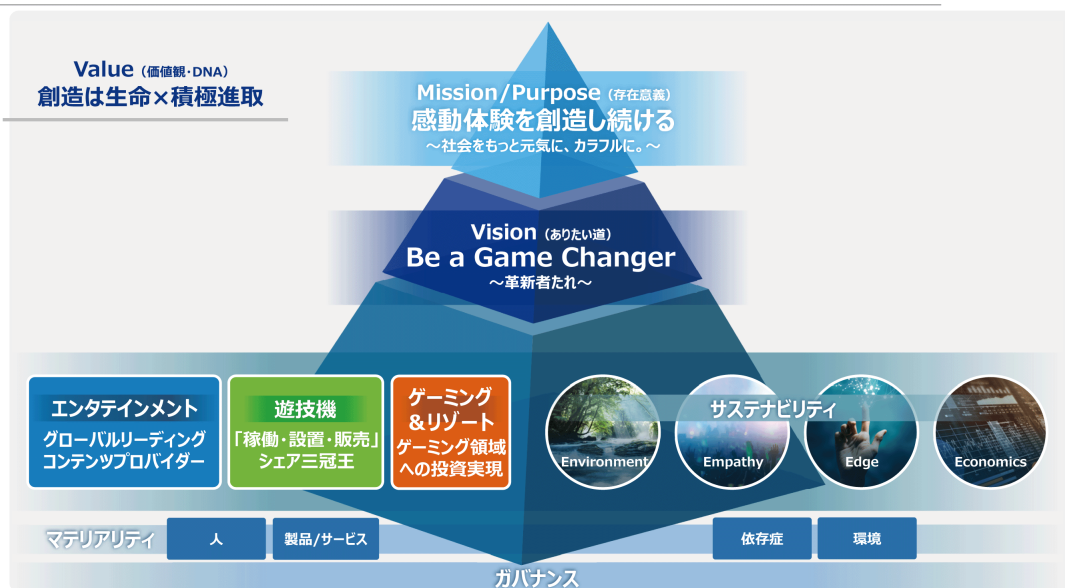 Value（価値観・DNA）
創造は生命×積極進取
Mission/Purpose（存在意義）
感動体験を創造し続ける
～社会をもっと元気に、カラフルに。～
Vision（ありたい道）
Be a Game Changer
～革新者たれ～
エンタテインメント
グローバルリーディング
コンテンツプロバイダー
遊技機
「稼働・設置・販売」
シェア三冠王
ゲーミング
&リゾート
ゲーミング領域
への投資実現
サステナビリティ
Environment
Empathy
Edge
Economics
マテリアリティ
人
製品/サービス
依存症
環境
ガバナンス